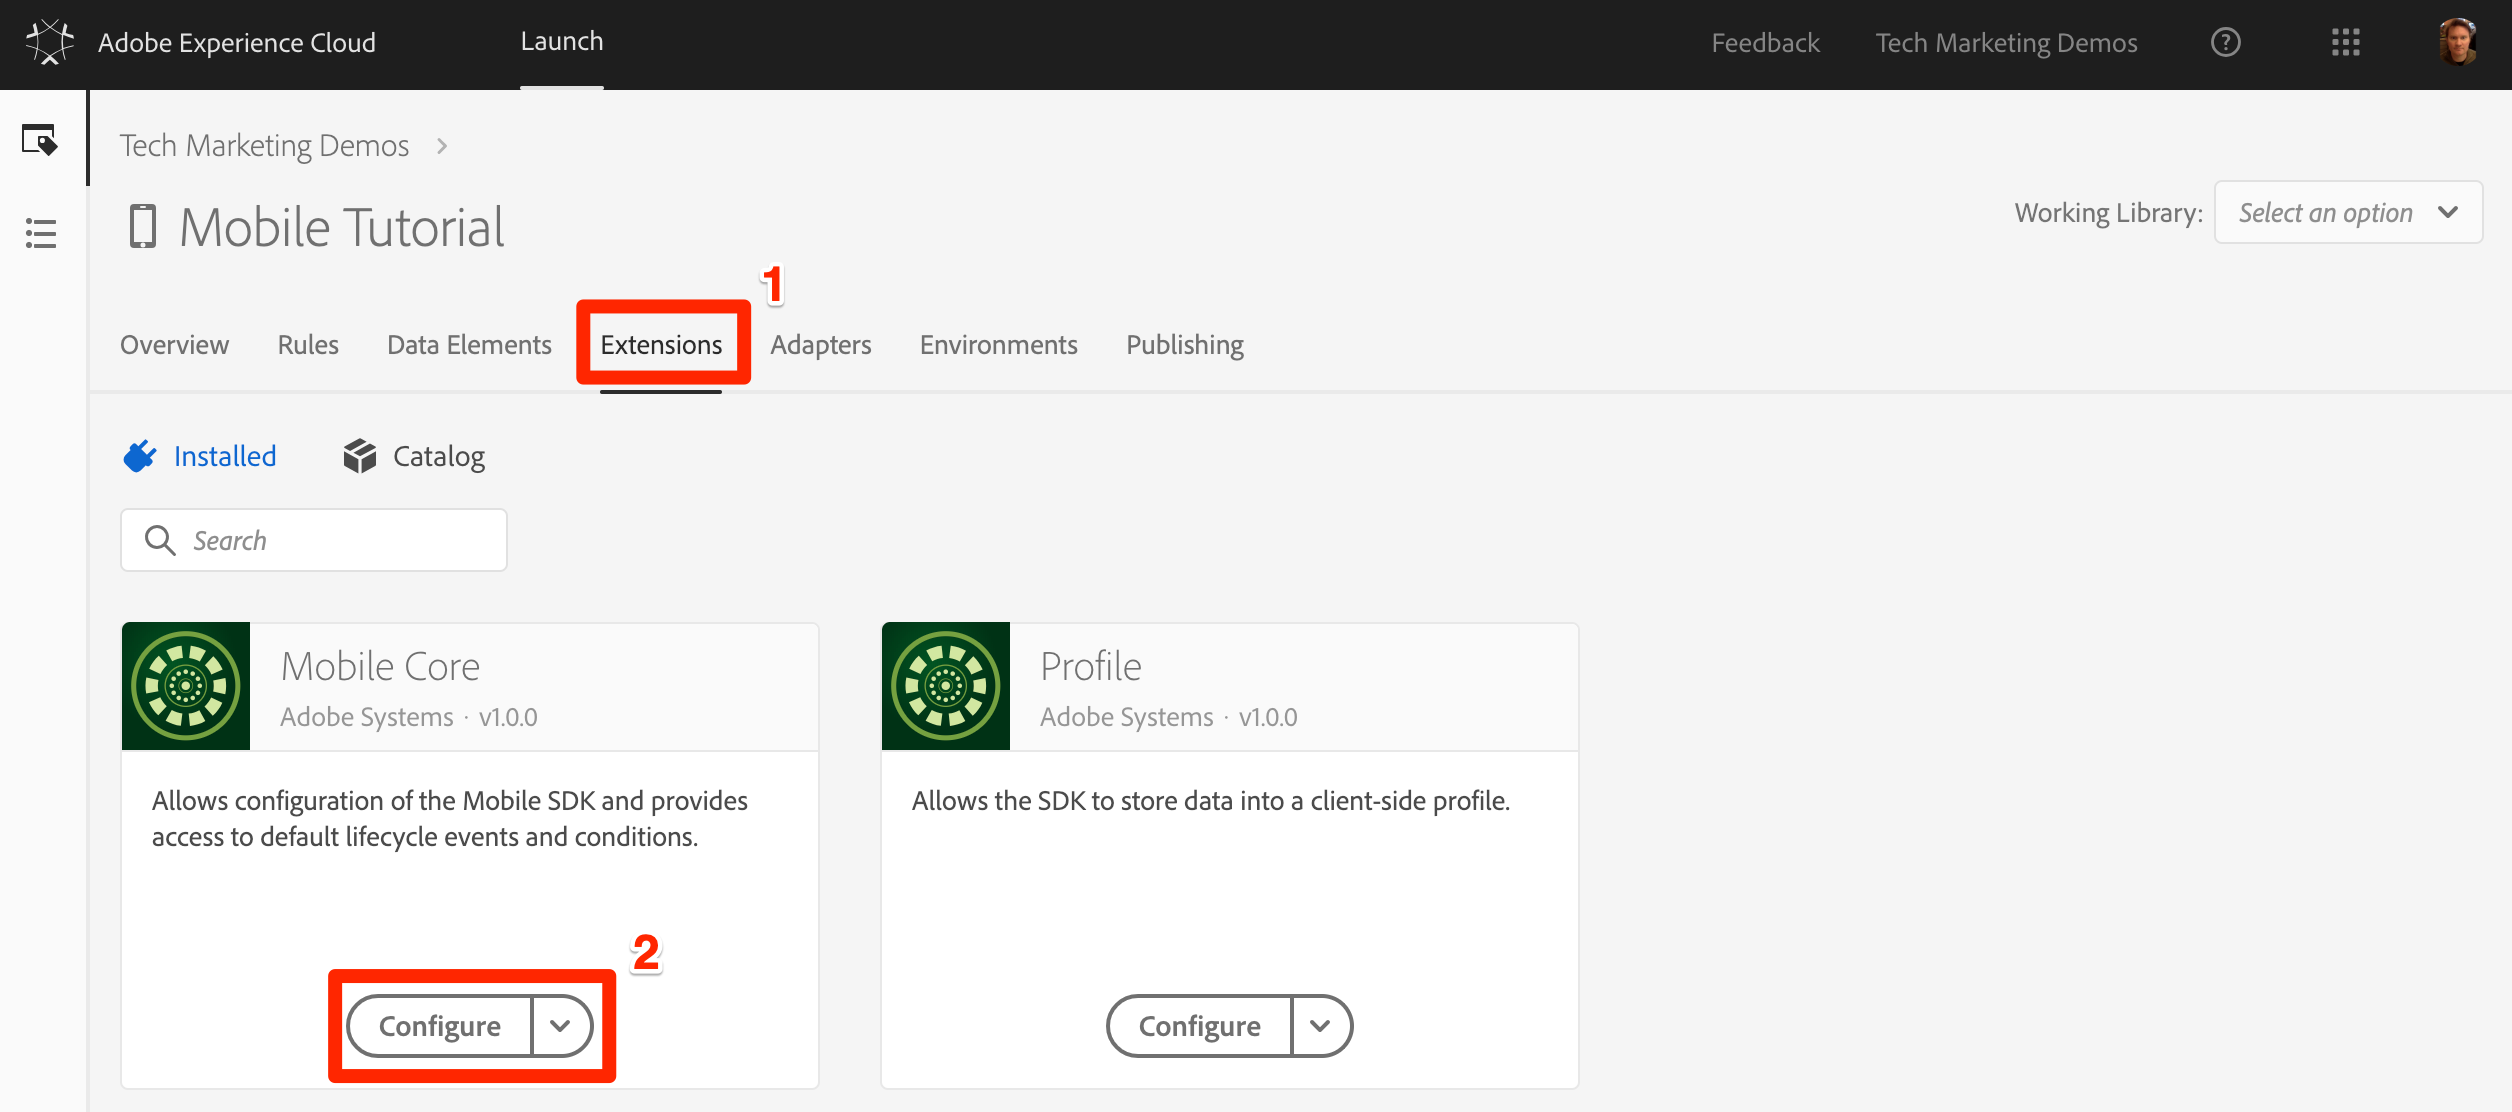 Adobe Experience Cloud
Launch
Feedback
Tech Marketing Demos
?
Tech Marketing Demos
Mobile Tutorial
Working Library:
Select an option
1
Overview
Rules
Data Elements
Extensions
Adapters
Environments
Publishing
Installed
Catalog
Search
Mobile Core
Adobe Systems · v1.0.0
Allows configuration of the Mobile SDK and provides
access to default lifecycle events and conditions.
2
Configure
Profile
Adobe Systems · v1.0.0
Allows the SDK to store data into a client-side profile.
Configure